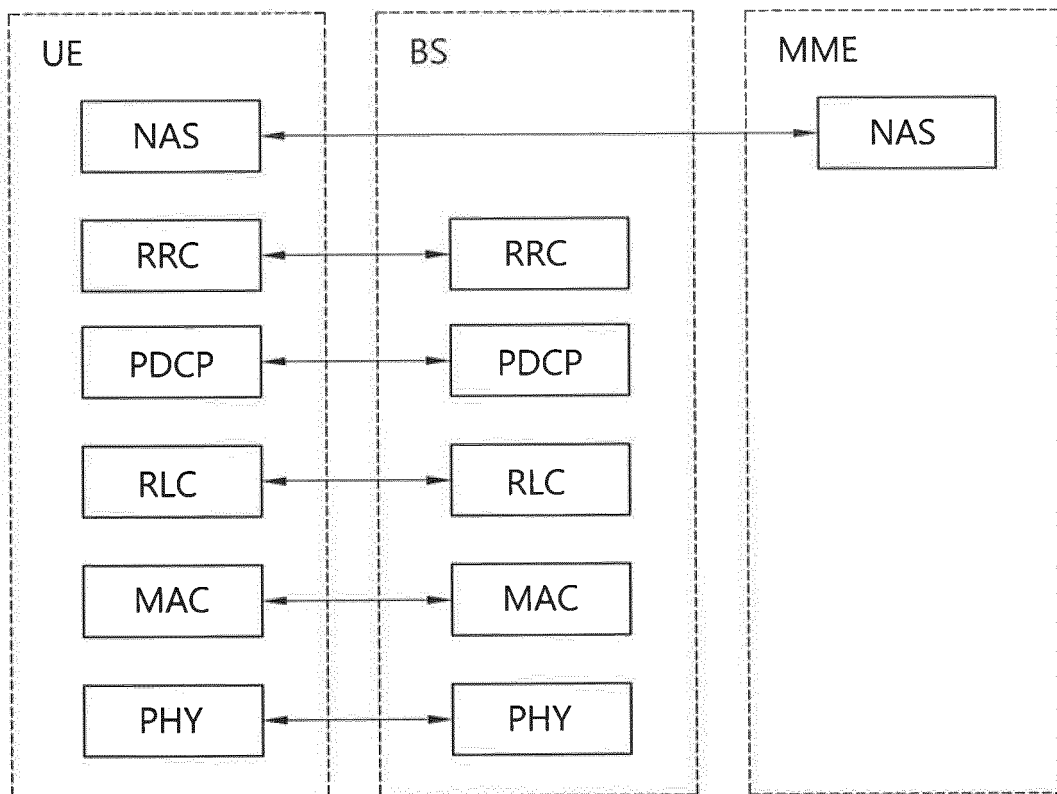 UE
BS
MME
NAS
NAS
RRC
RRC
PDCP
PDCP
RLC
RLC
MAC
MAC
PHY
PHY